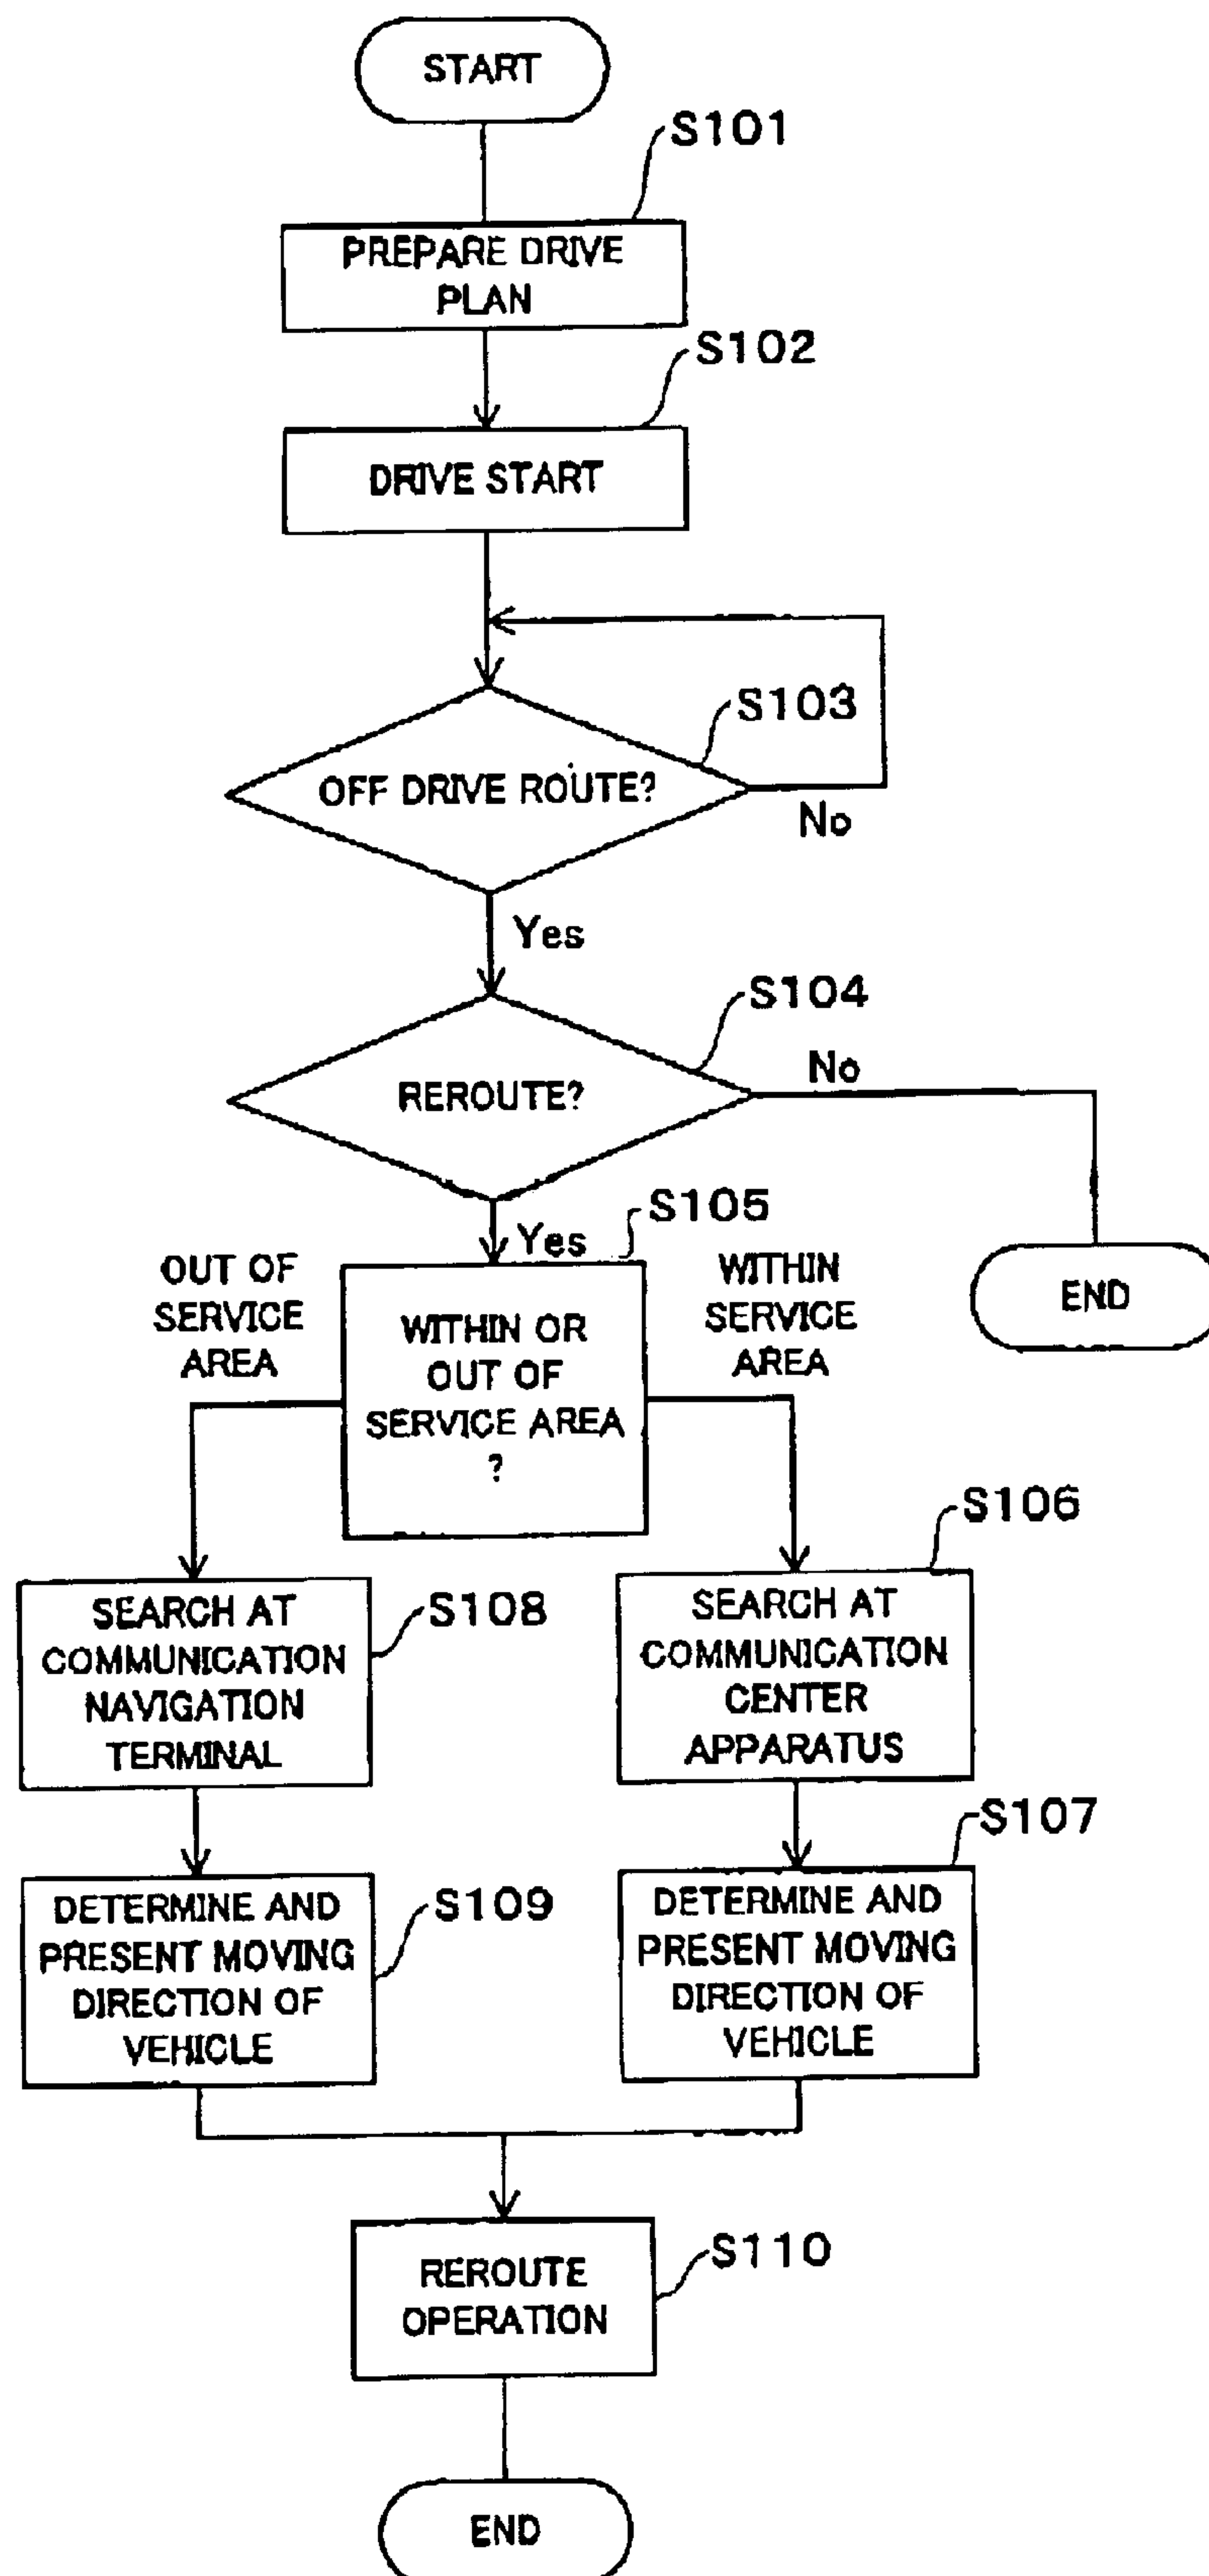 START
S101
PREPARE DRIVE
PLAN
S102
DRIVE START
S103
OFF DRIVE ROUTE?
No
Yes
S104
REROUTE?
No
Yes
S105
OUT OF
SERVICE
AREA
WITHIN OR
OUT OF
SERVICE AREA
?
WITHIN
SERVICE
AREA
END
S106
SEARCH AT
COMMUNICATION
NAVIGATION
TERMINAL
S108
SEARCH AT
COMMUNICATION
CENTER
APPARATUS
S107
DETERMINE AND
PRESENT MOVING
DIRECTION OF
VEHICLE
S109
DETERMINE AND
PRESENT MOVING
DIRECTION OF
VEHICLE
REROUTE
OPERATION
S110
END